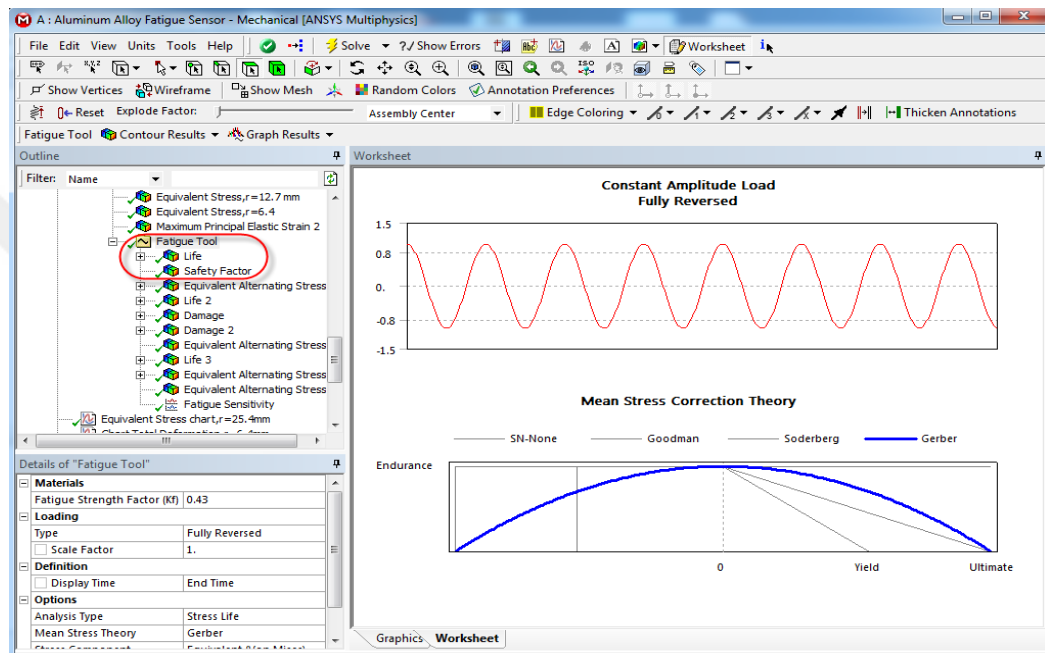 A : Aluminum Alloy Fatigue Sensor - Mechanical [ANSYS Multiphysics]
File Edit View Units Tools Help Solve ?/ Show Errors Worksheet
Show Vertices Wireframe Show Mesh Random Colors Annotation Preferences
Reset Explode Factor: Assembly Center Edge Coloring Thicken Annotations
Fatigue Tool Contour Results Graph Results
Outline
Filter: Name
Equivalent Stress,r=12.7 mm
Equivalent Stress,r=6.4
Maximum Principal Elastic Strain 2
Fatigue Tool
Life
Safety Factor
Equivalent Alternating Stress
Life 2
Damage
Damage 2
Equivalent Alternating Stress
Life 3
Equivalent Alternating Stress
Equivalent Alternating Stress
Fatigue Sensitivity
Equivalent Stress chart,r=25.4mm
Details of "Fatigue Tool"
Materials
Fatigue Strength Factor (Kf) 0.43
Loading
Type Fully Reversed
Scale Factor 1.
Definition
Display Time End Time
Options
Analysis Type Stress Life
Mean Stress Theory Gerber
Worksheet
Constant Amplitude Load
Fully Reversed
1.5
0.8
0.
-0.8
-1.5
Mean Stress Correction Theory
SN-None Goodman Soderberg Gerber
Endurance
0 Yield Ultimate
Graphics Worksheet